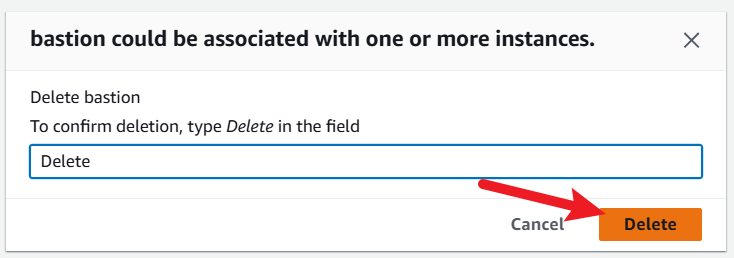 bastion could be associated with one or more instances.
Delete bastion
To confirm deletion, type Delete in the field
Delete
Cancel Delete